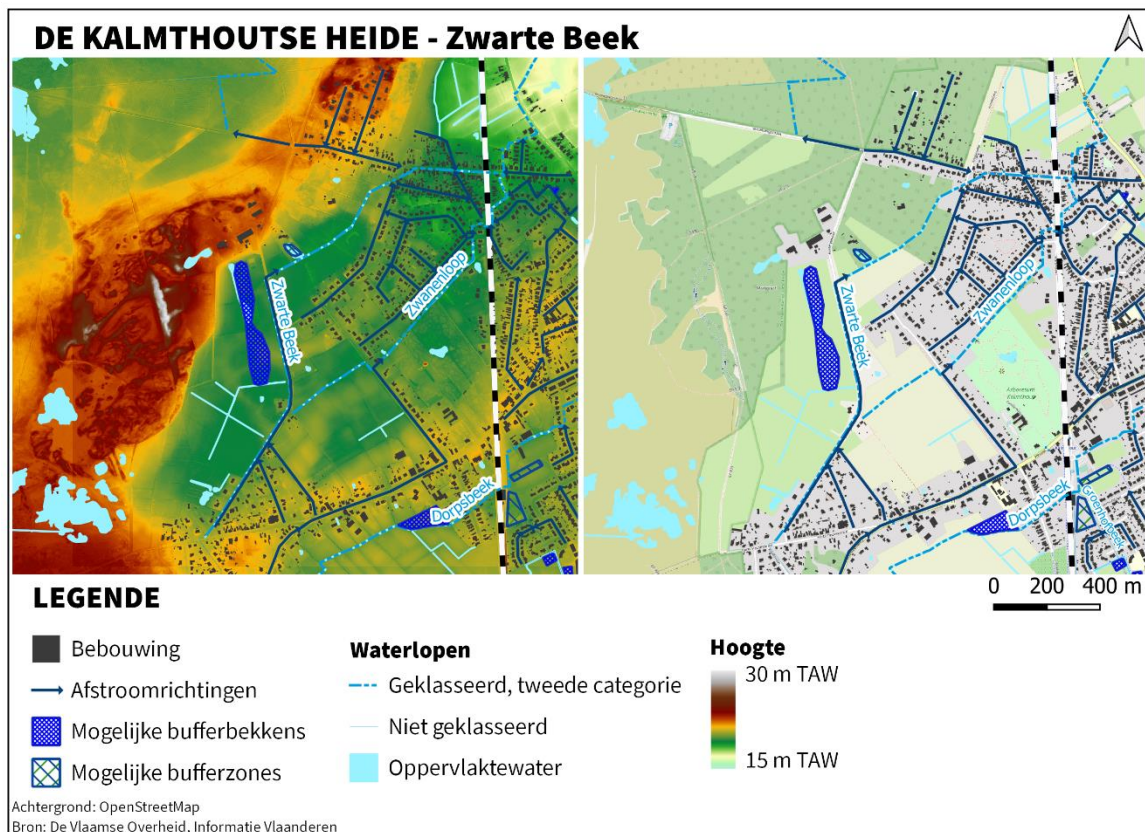 DE KALMTHOUTSE HEIDE - Zwarte Beek
Zwarte Beek
Zwanenloop
Dorpsbeek
Zwarte Beek
Zwanenloop
Arboretum
Kalmthout
Dorpsbeek
0 200 400 m
LEGENDE
Bebouwing
Afstroomrichtingen
Mogelijke bufferbekkens
Mogelijke bufferzones
Waterlopen
Geklasseerd, tweede categorie
Niet geklasseerd
Oppervlaktewater
Hoogte
30 m TAW
15 m TAW
Achtergrond: OpenStreetMap
Bron: De Vlaamse Overheid, Informatie Vlaanderen